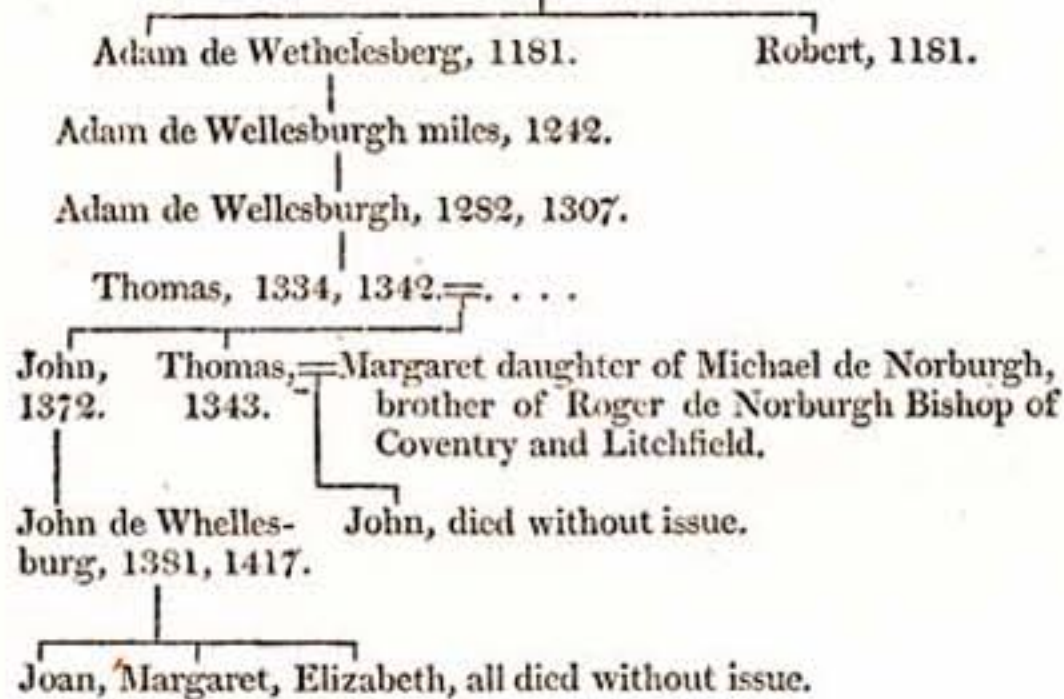 Adam de Wethelesberg, 1181. Robert, 1181.
Adam de Wellesburgh miles, 1242.
Adam de Wellesburgh, 1282, 1307.
Thomas, 1334, 1342.=. . . .
John, Thomas,=Margaret daughter of Michael de Norburgh,
1372. 1343. brother of Roger de Norburgh Bishop of
Coventry and Litchfield.
John de Whelles- John, died without issue.
burg, 1381, 1417.
Joan, Margaret, Elizabeth, all died without issue.